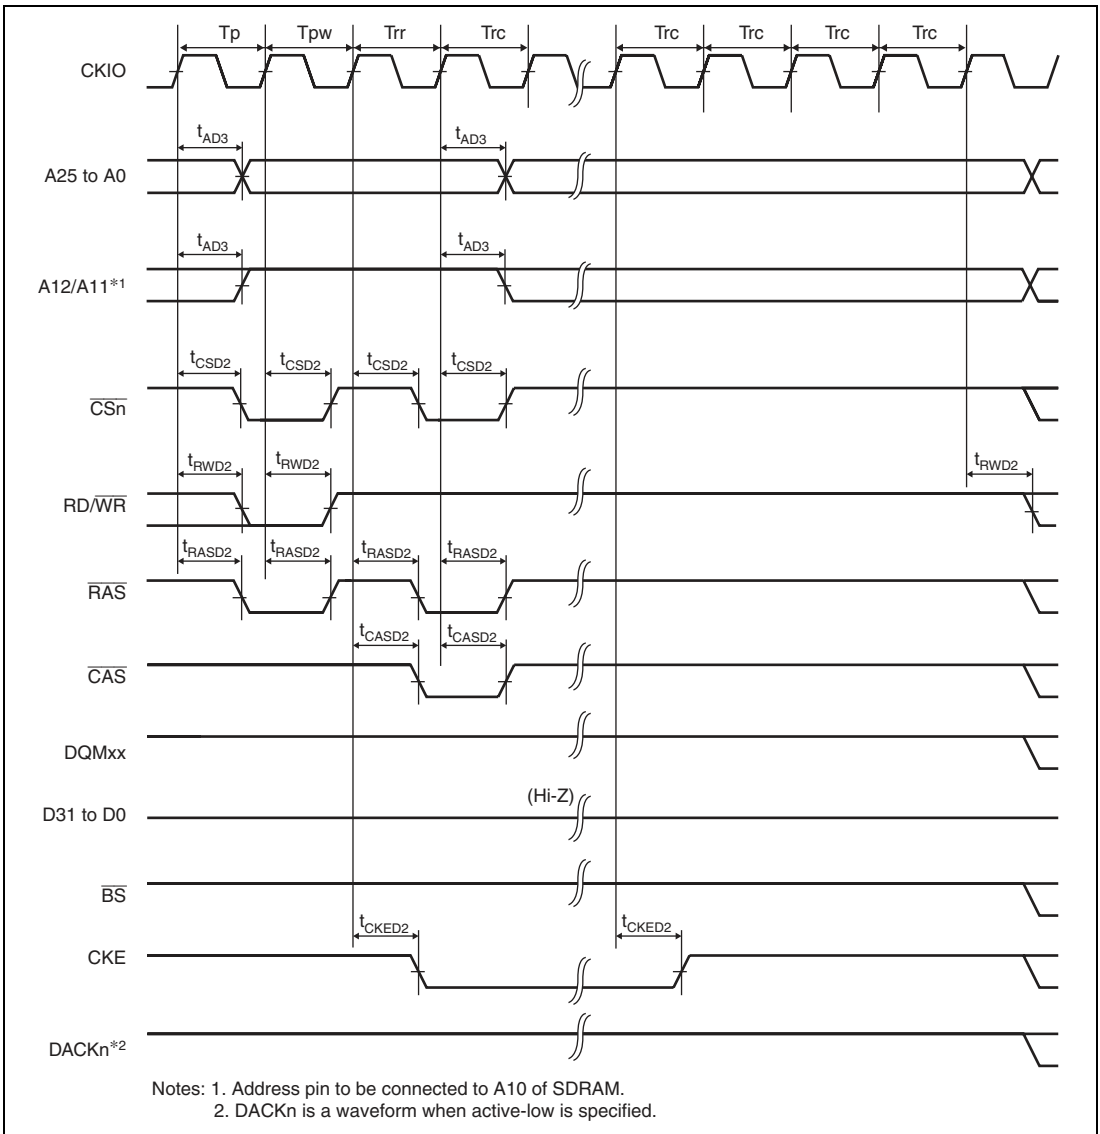 Tp Tpw Trr Trc Trc Trc Trc Trc
CKIO
tAD3 tAD3
A25 to A0
tAD3 tAD3
A12/A11*1
tCSD2 tCSD2 tCSD2 tCSD2
CSn
tRWD2 tRWD2 tRWD2
RD/WR
tRASD2 tRASD2 tRASD2 tRASD2
RAS
tCASD2 tCASD2
CAS
DQMxx
(Hi-Z)
D31 to D0
BS
tCKED2 tCKED2
CKE
DACKn*2
Notes: 1. Address pin to be connected to A10 of SDRAM.
2. DACKn is a waveform when active-low is specified.